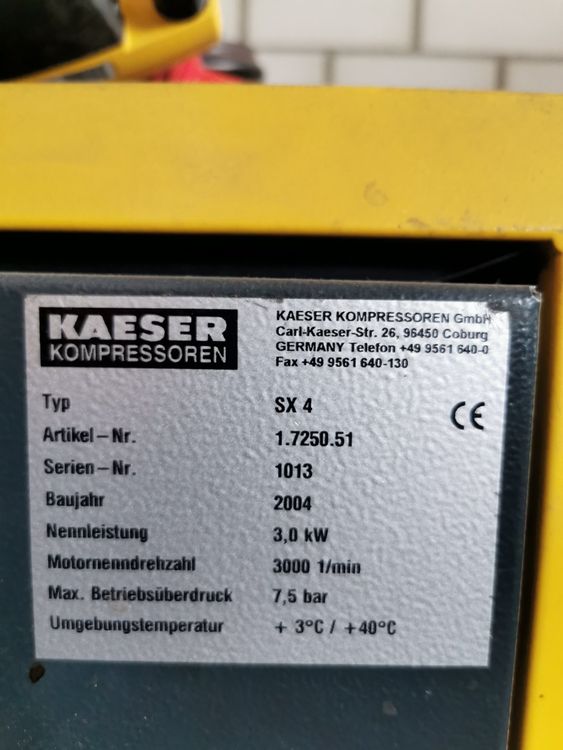 KAESER
KOMPRESSOREN
KAESER KOMPRESSOREN GmbH
Carl-Kaeser-Str. 26, 96450 Coburg
GERMANY Telefon +49 9561 640-0
Fax +49 9561 640-130
CE
Typ SX 4
Artikel-Nr. 1.7250.51
Serien-Nr. 1013
Baujahr 2004
Nennleistung 3,0 kW
Motornenndrehzahl 3000 1/min
Max. Betriebsüberdruck 7,5 bar
Umgebungstemperatur + 3°C / +40°C